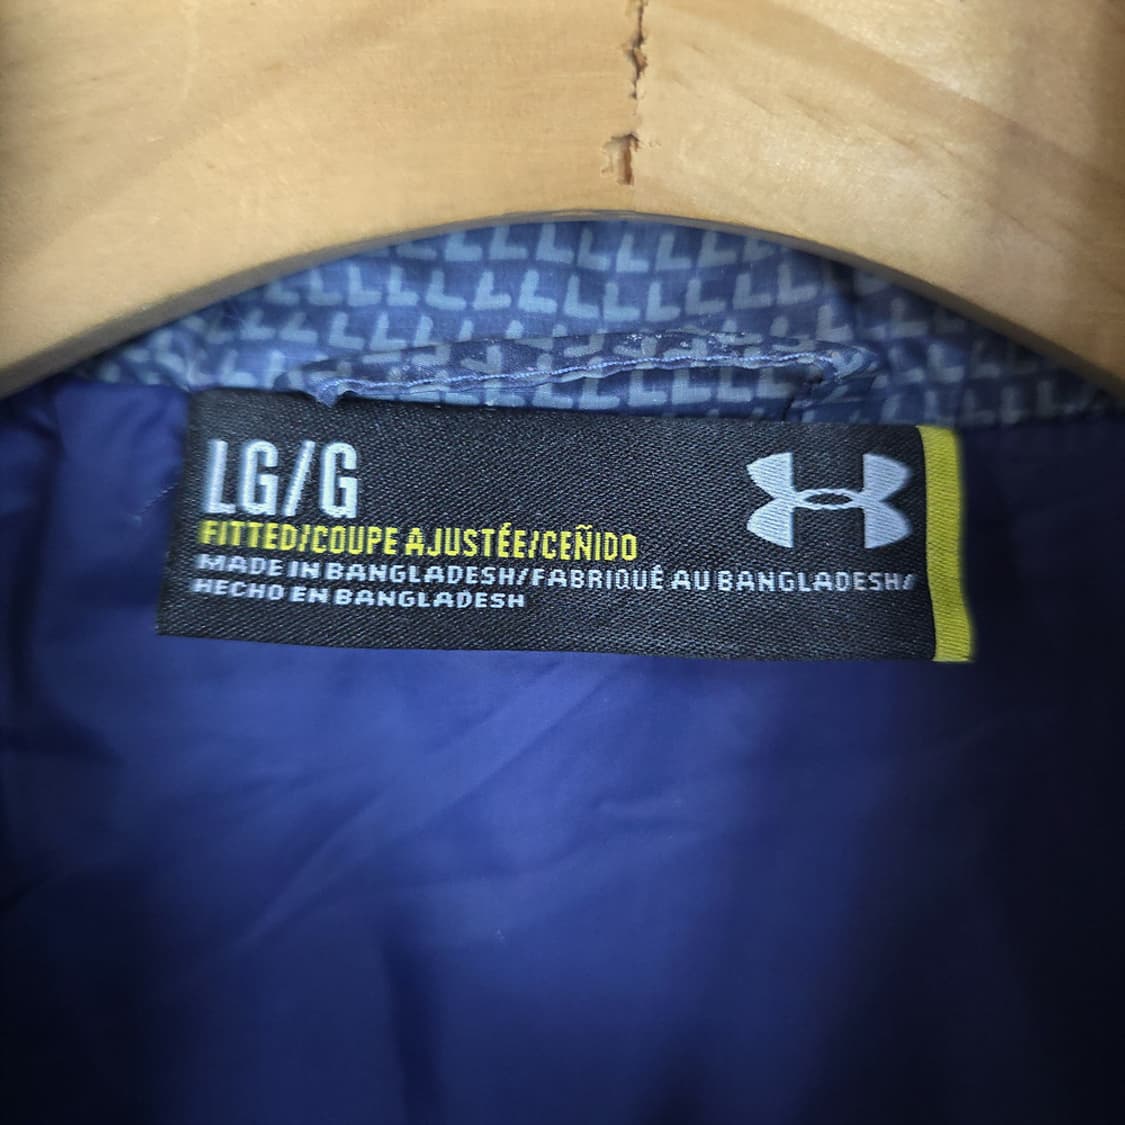 LG/G
FITTED/COUPE AJUSTÉE/CEÑIDO
MADE IN BANGLADESH/FABRIQUÉ AU BANGLADESH/
HECHO EN BANGLADESH